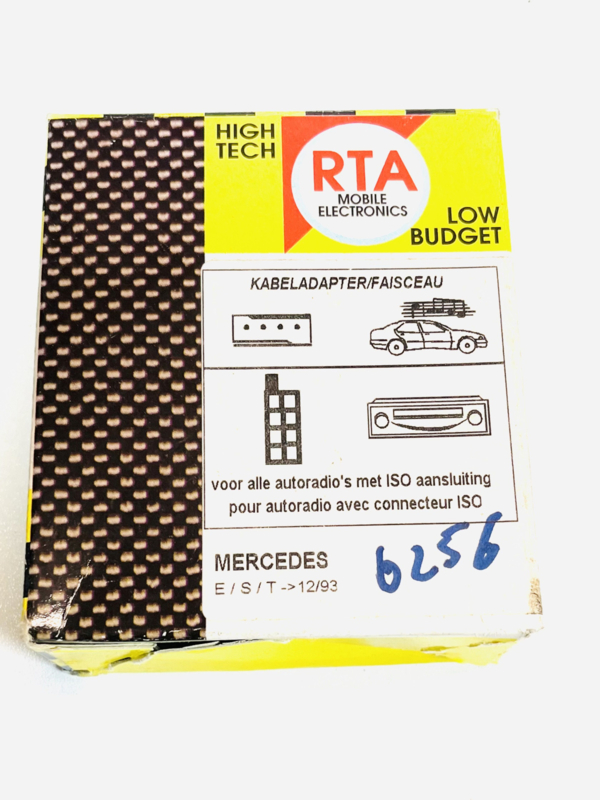 HIGH
TECH
RTA
MOBILE
ELECTRONICS
LOW
BUDGET
KABELADAPTER/FAISCEAU
voor alle autoradio's met ISO aansluiting
pour autoradio avec connecteur ISO
MERCEDES
E / S / T -> 12/93
6256